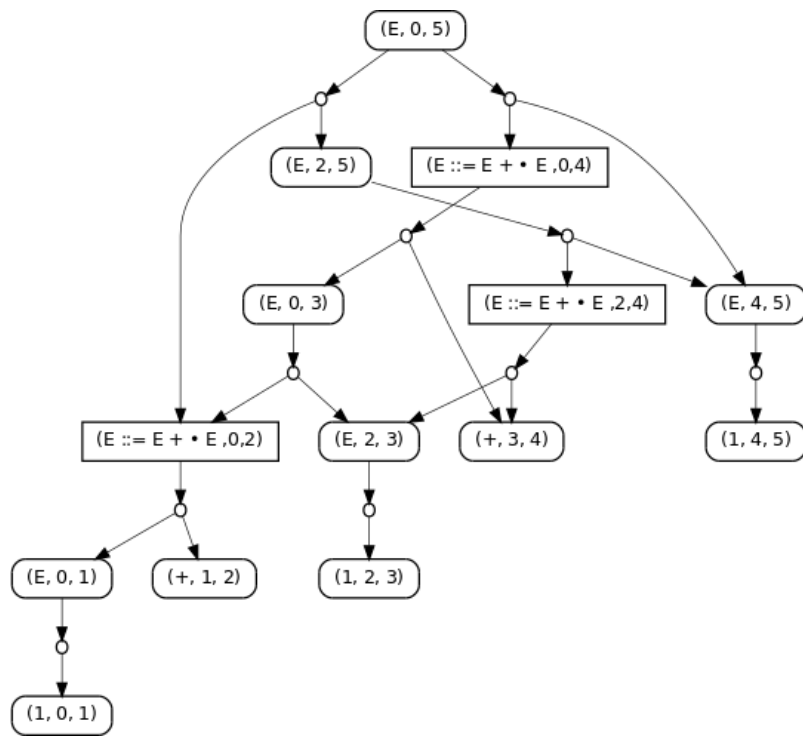 (E, 0, 5)
(E, 2, 5)
(E ::= E + • E ,0,4)
(E, 0, 3)
(E ::= E + • E ,2,4)
(E, 4, 5)
(E ::= E + • E ,0,2)
(E, 2, 3)
(+, 3, 4)
(1, 4, 5)
(E, 0, 1)
(+, 1, 2)
(1, 2, 3)
(1, 0, 1)